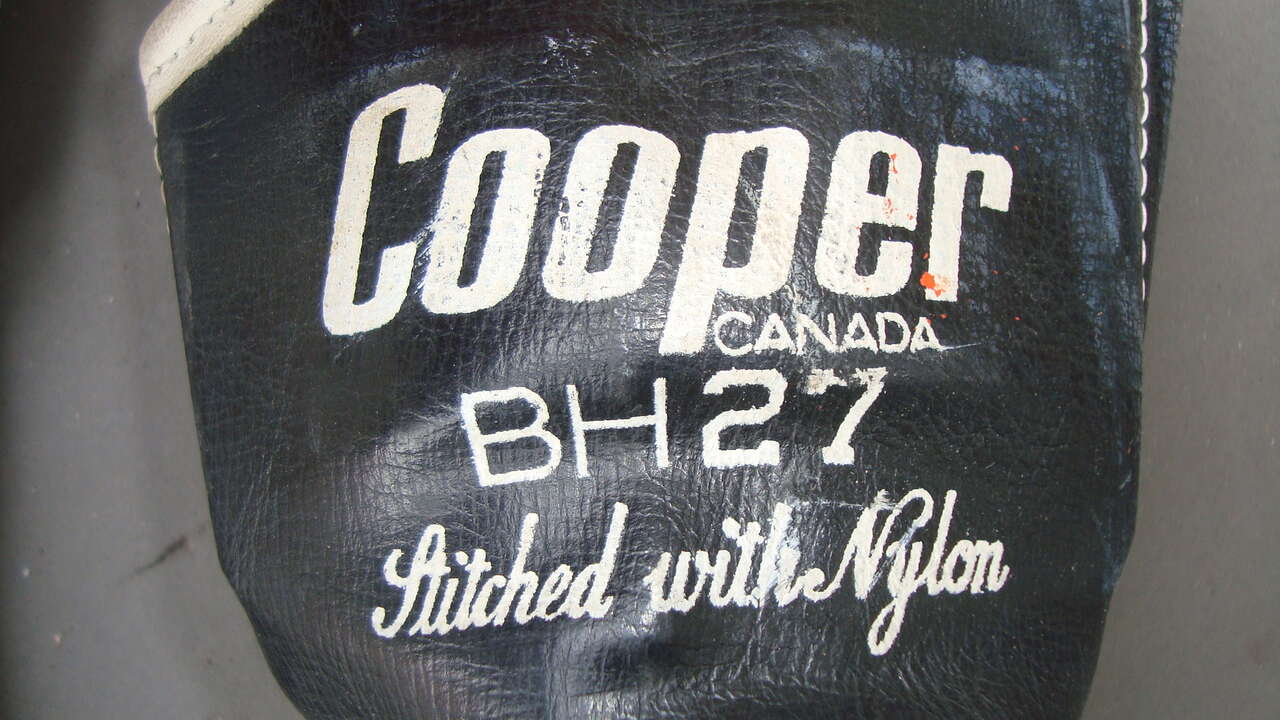 Cooper
CANADA
BH27
Stitched with Nylon